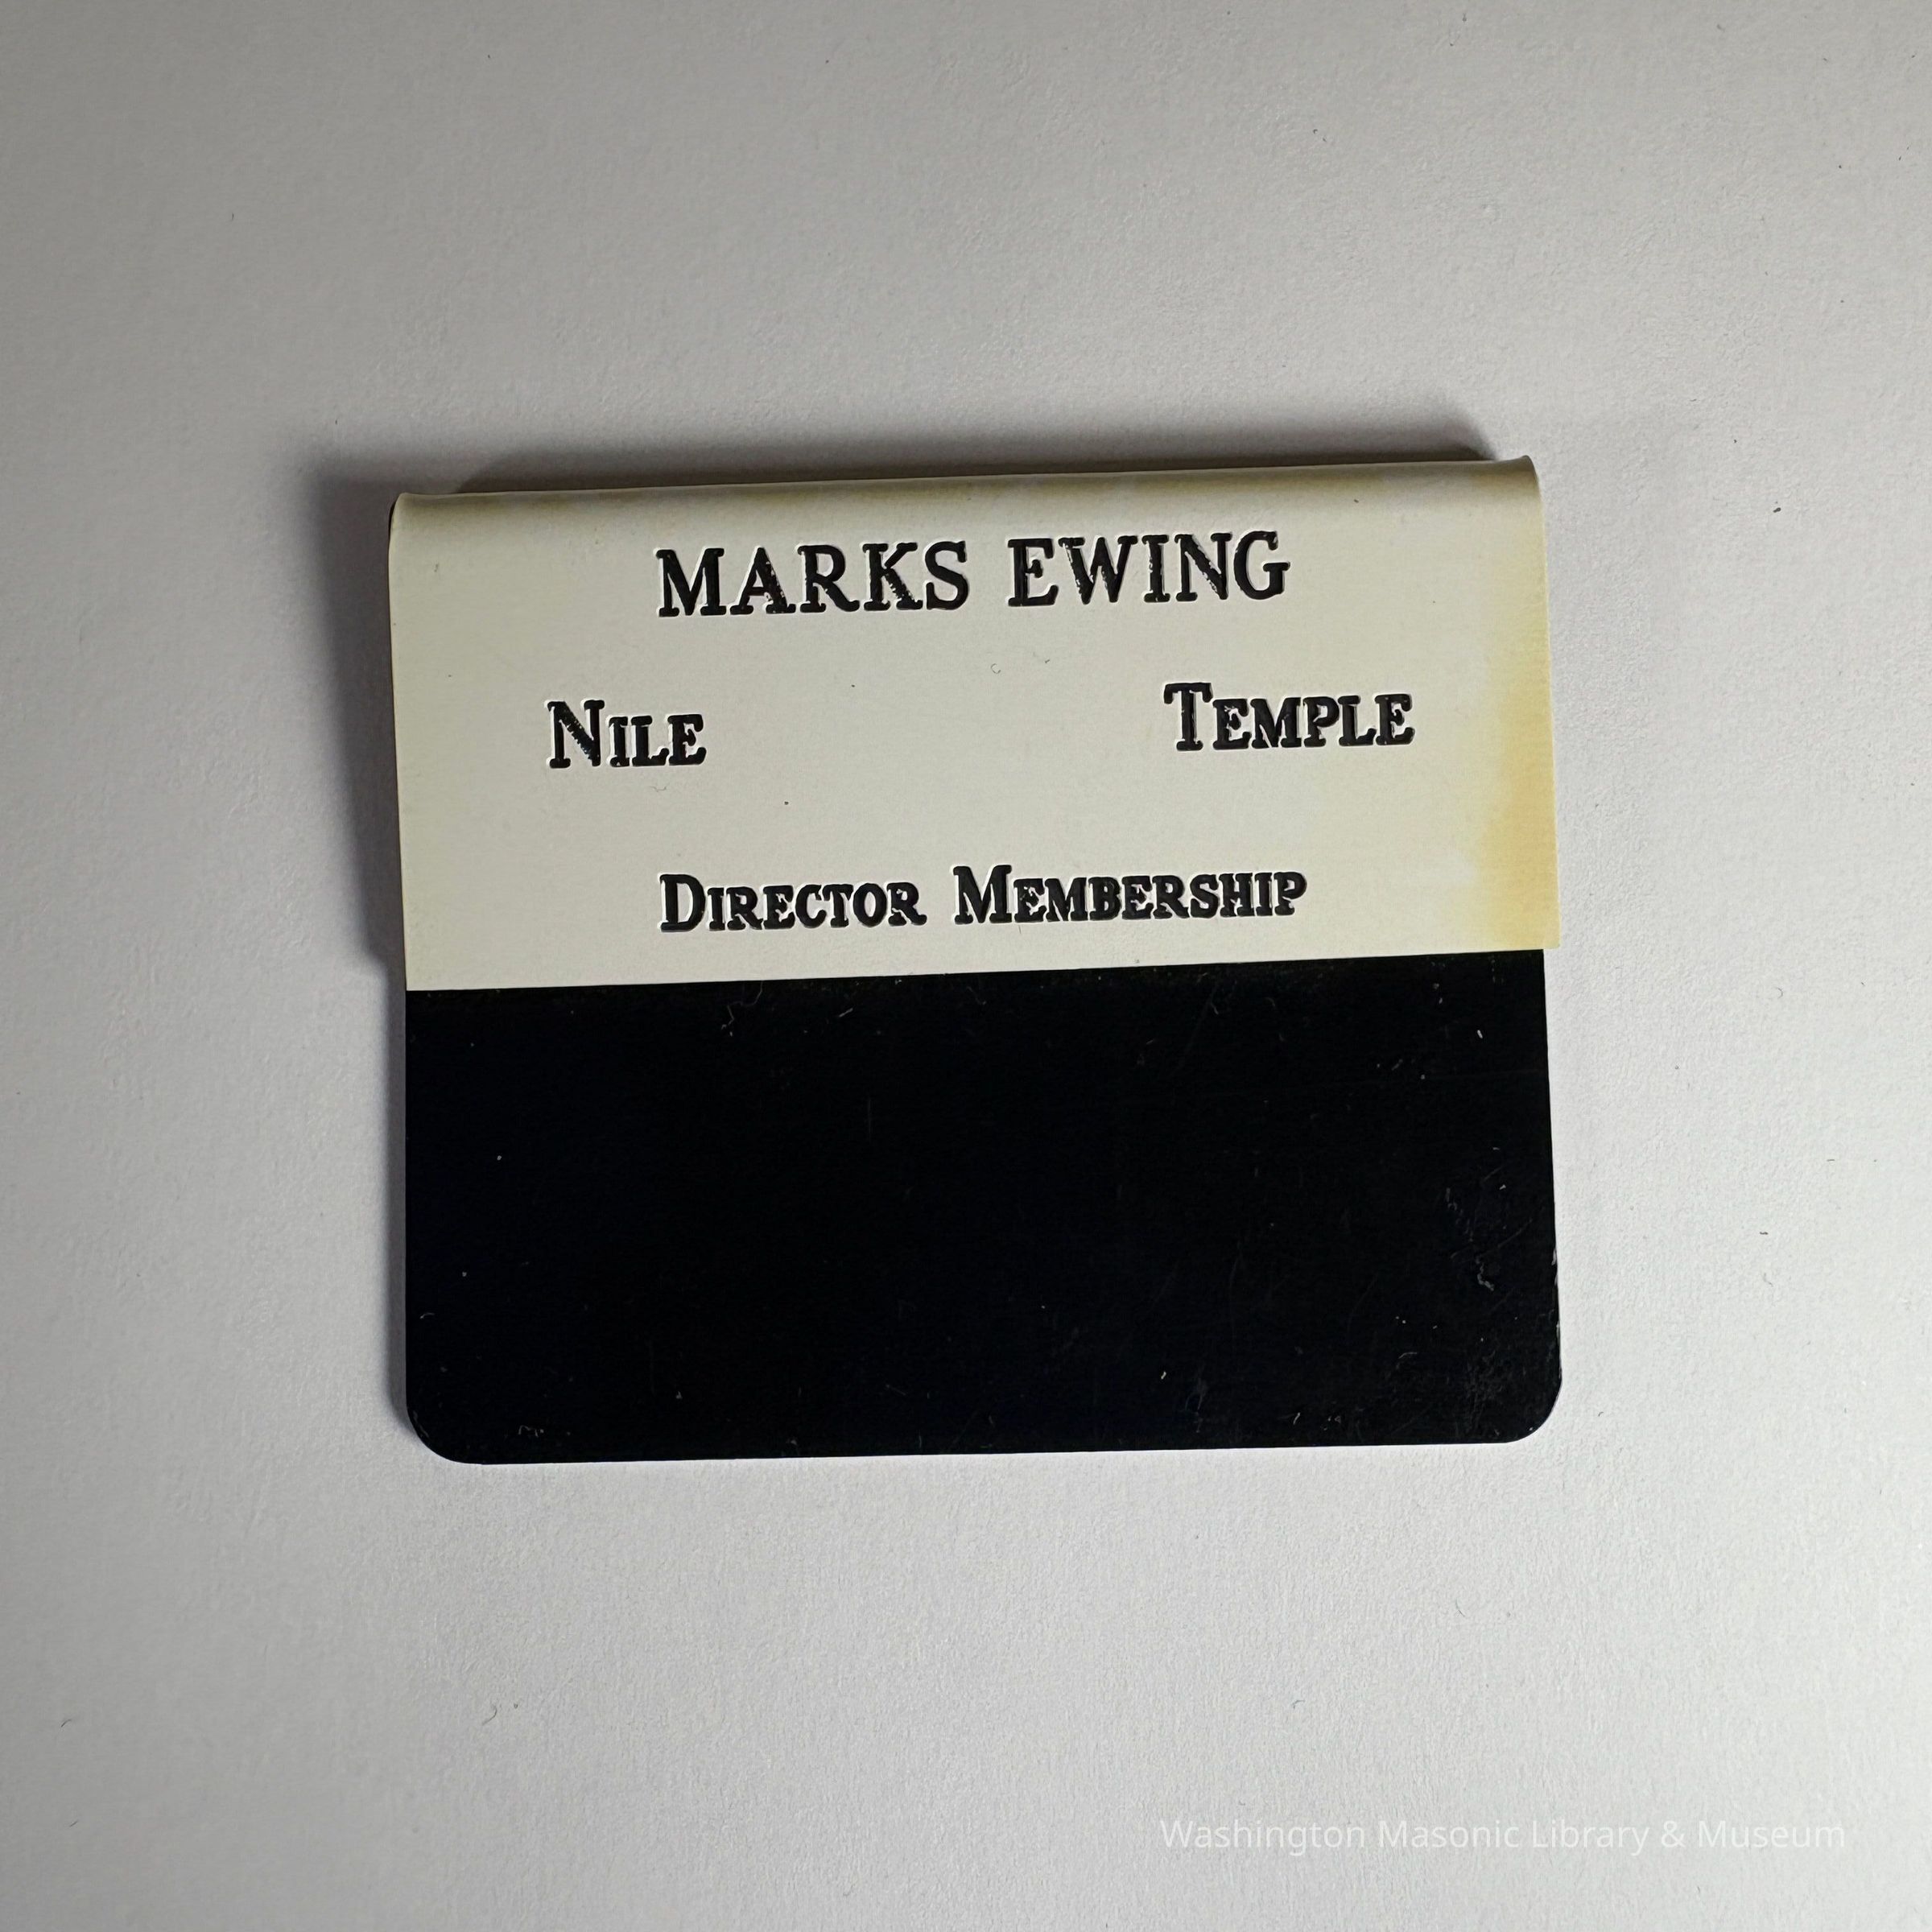 MARKS EWING
NILE TEMPLE
DIRECTOR MEMBERSHIP
Washington Masonic Library & Museum